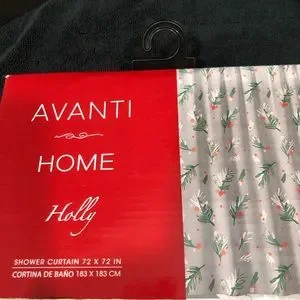 AVANTI
HOME
Holly
SHOWER CURTAIN 72 X 72 IN
CORTINA DE BAÑO 183 X 183 CM